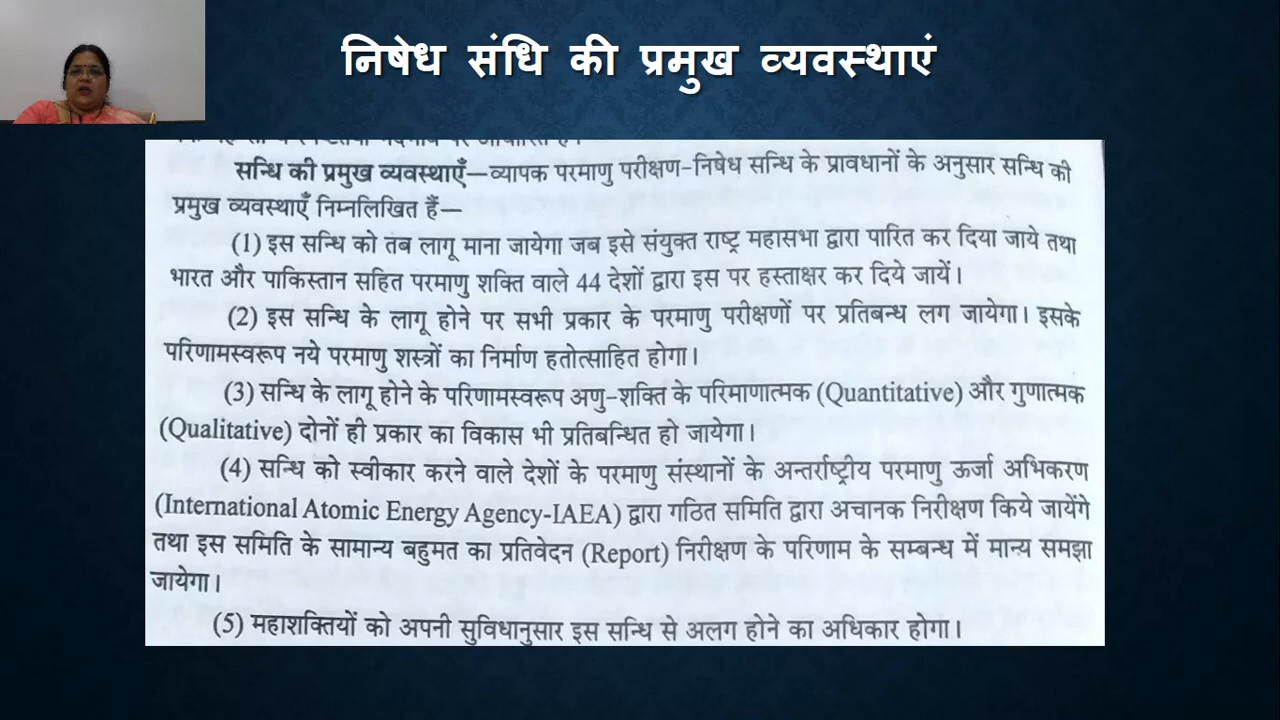 निषेध संधि की प्रमुख व्यवस्थाएं
सन्धि की प्रमुख व्यवस्थाएँ—व्यापक परमाणु परीक्षण-निषेध सन्धि के प्रावधानों के अनुसार सन्धि की
प्रमुख व्यवस्थाएँ निम्नलिखित हैं—
(1) इस सन्धि को तब लागू माना जायेगा जब इसे संयुक्त राष्ट्र महासभा द्वारा पारित कर दिया जाये तथा
भारत और पाकिस्तान सहित परमाणु शक्ति वाले 44 देशों द्वारा इस पर हस्ताक्षर कर दिये जायें।
(2) इस सन्धि के लागू होने पर सभी प्रकार के परमाणु परीक्षणों पर प्रतिबन्ध लग जायेगा। इसके
परिणामस्वरूप नये परमाणु शस्त्रों का निर्माण हतोत्साहित होगा।
(3) सन्धि के लागू होने के परिणामस्वरूप अणु-शक्ति के परिमाणात्मक (Quantitative) और गुणात्मक
(Qualitative) दोनों ही प्रकार का विकास भी प्रतिबन्धित हो जायेगा।
(4) सन्धि को स्वीकार करने वाले देशों के परमाणु संस्थानों के अन्तर्राष्ट्रीय परमाणु ऊर्जा अभिकरण
(International Atomic Energy Agency-IAEA) द्वारा गठित समिति द्वारा अचानक निरीक्षण किये जायेंगे
तथा इस समिति के सामान्य बहुमत का प्रतिवेदन (Report) निरीक्षण के परिणाम के सम्बन्ध में मान्य समझा
जायेगा।
(5) महाशक्तियों को अपनी सुविधानुसार इस सन्धि से अलग होने का अधिकार होगा।